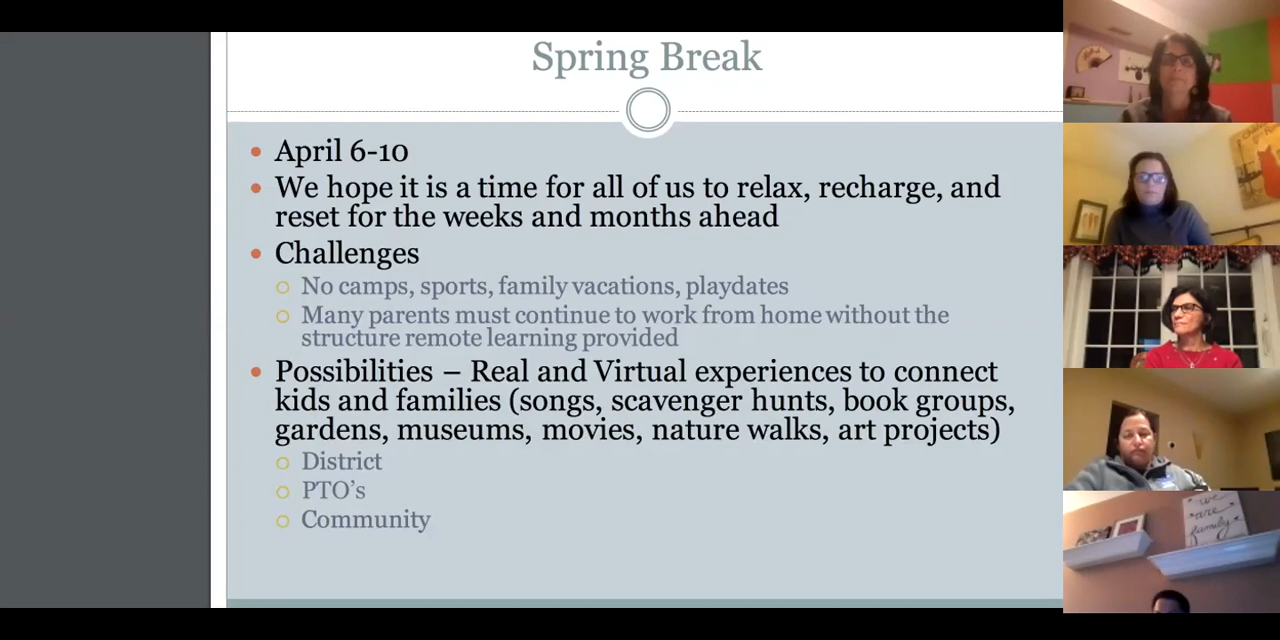 Spring Break
April 6-10
We hope it is a time for all of us to relax, recharge, and
reset for the weeks and months ahead
Challenges
No camps, sports, family vacations, playdates
Many parents must continue to work from home without the
structure remote learning provided
Possibilities – Real and Virtual experiences to connect
kids and families (songs, scavenger hunts, book groups,
gardens, museums, movies, nature walks, art projects)
District
PTO's
Community
we
are
family